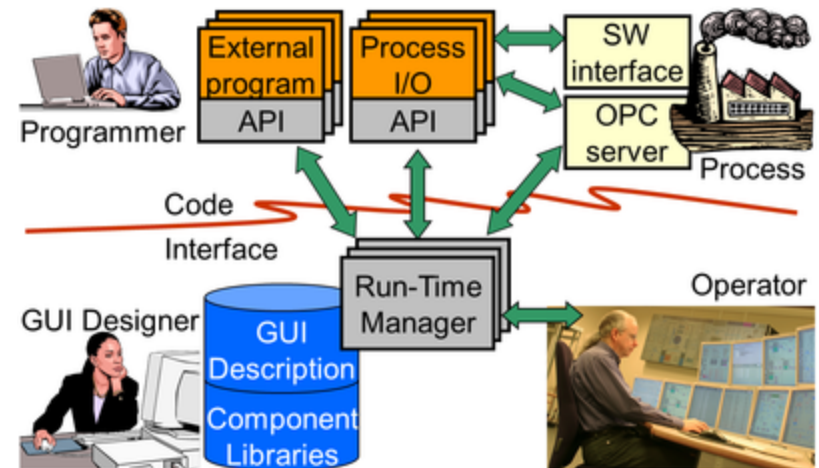 External
program
API
Process
I/O
API
SW
interface
OPC
server
Programmer
Process
Code
Interface
Run-Time
Manager
Operator
GUI Designer
GUI
Description
Component
Libraries